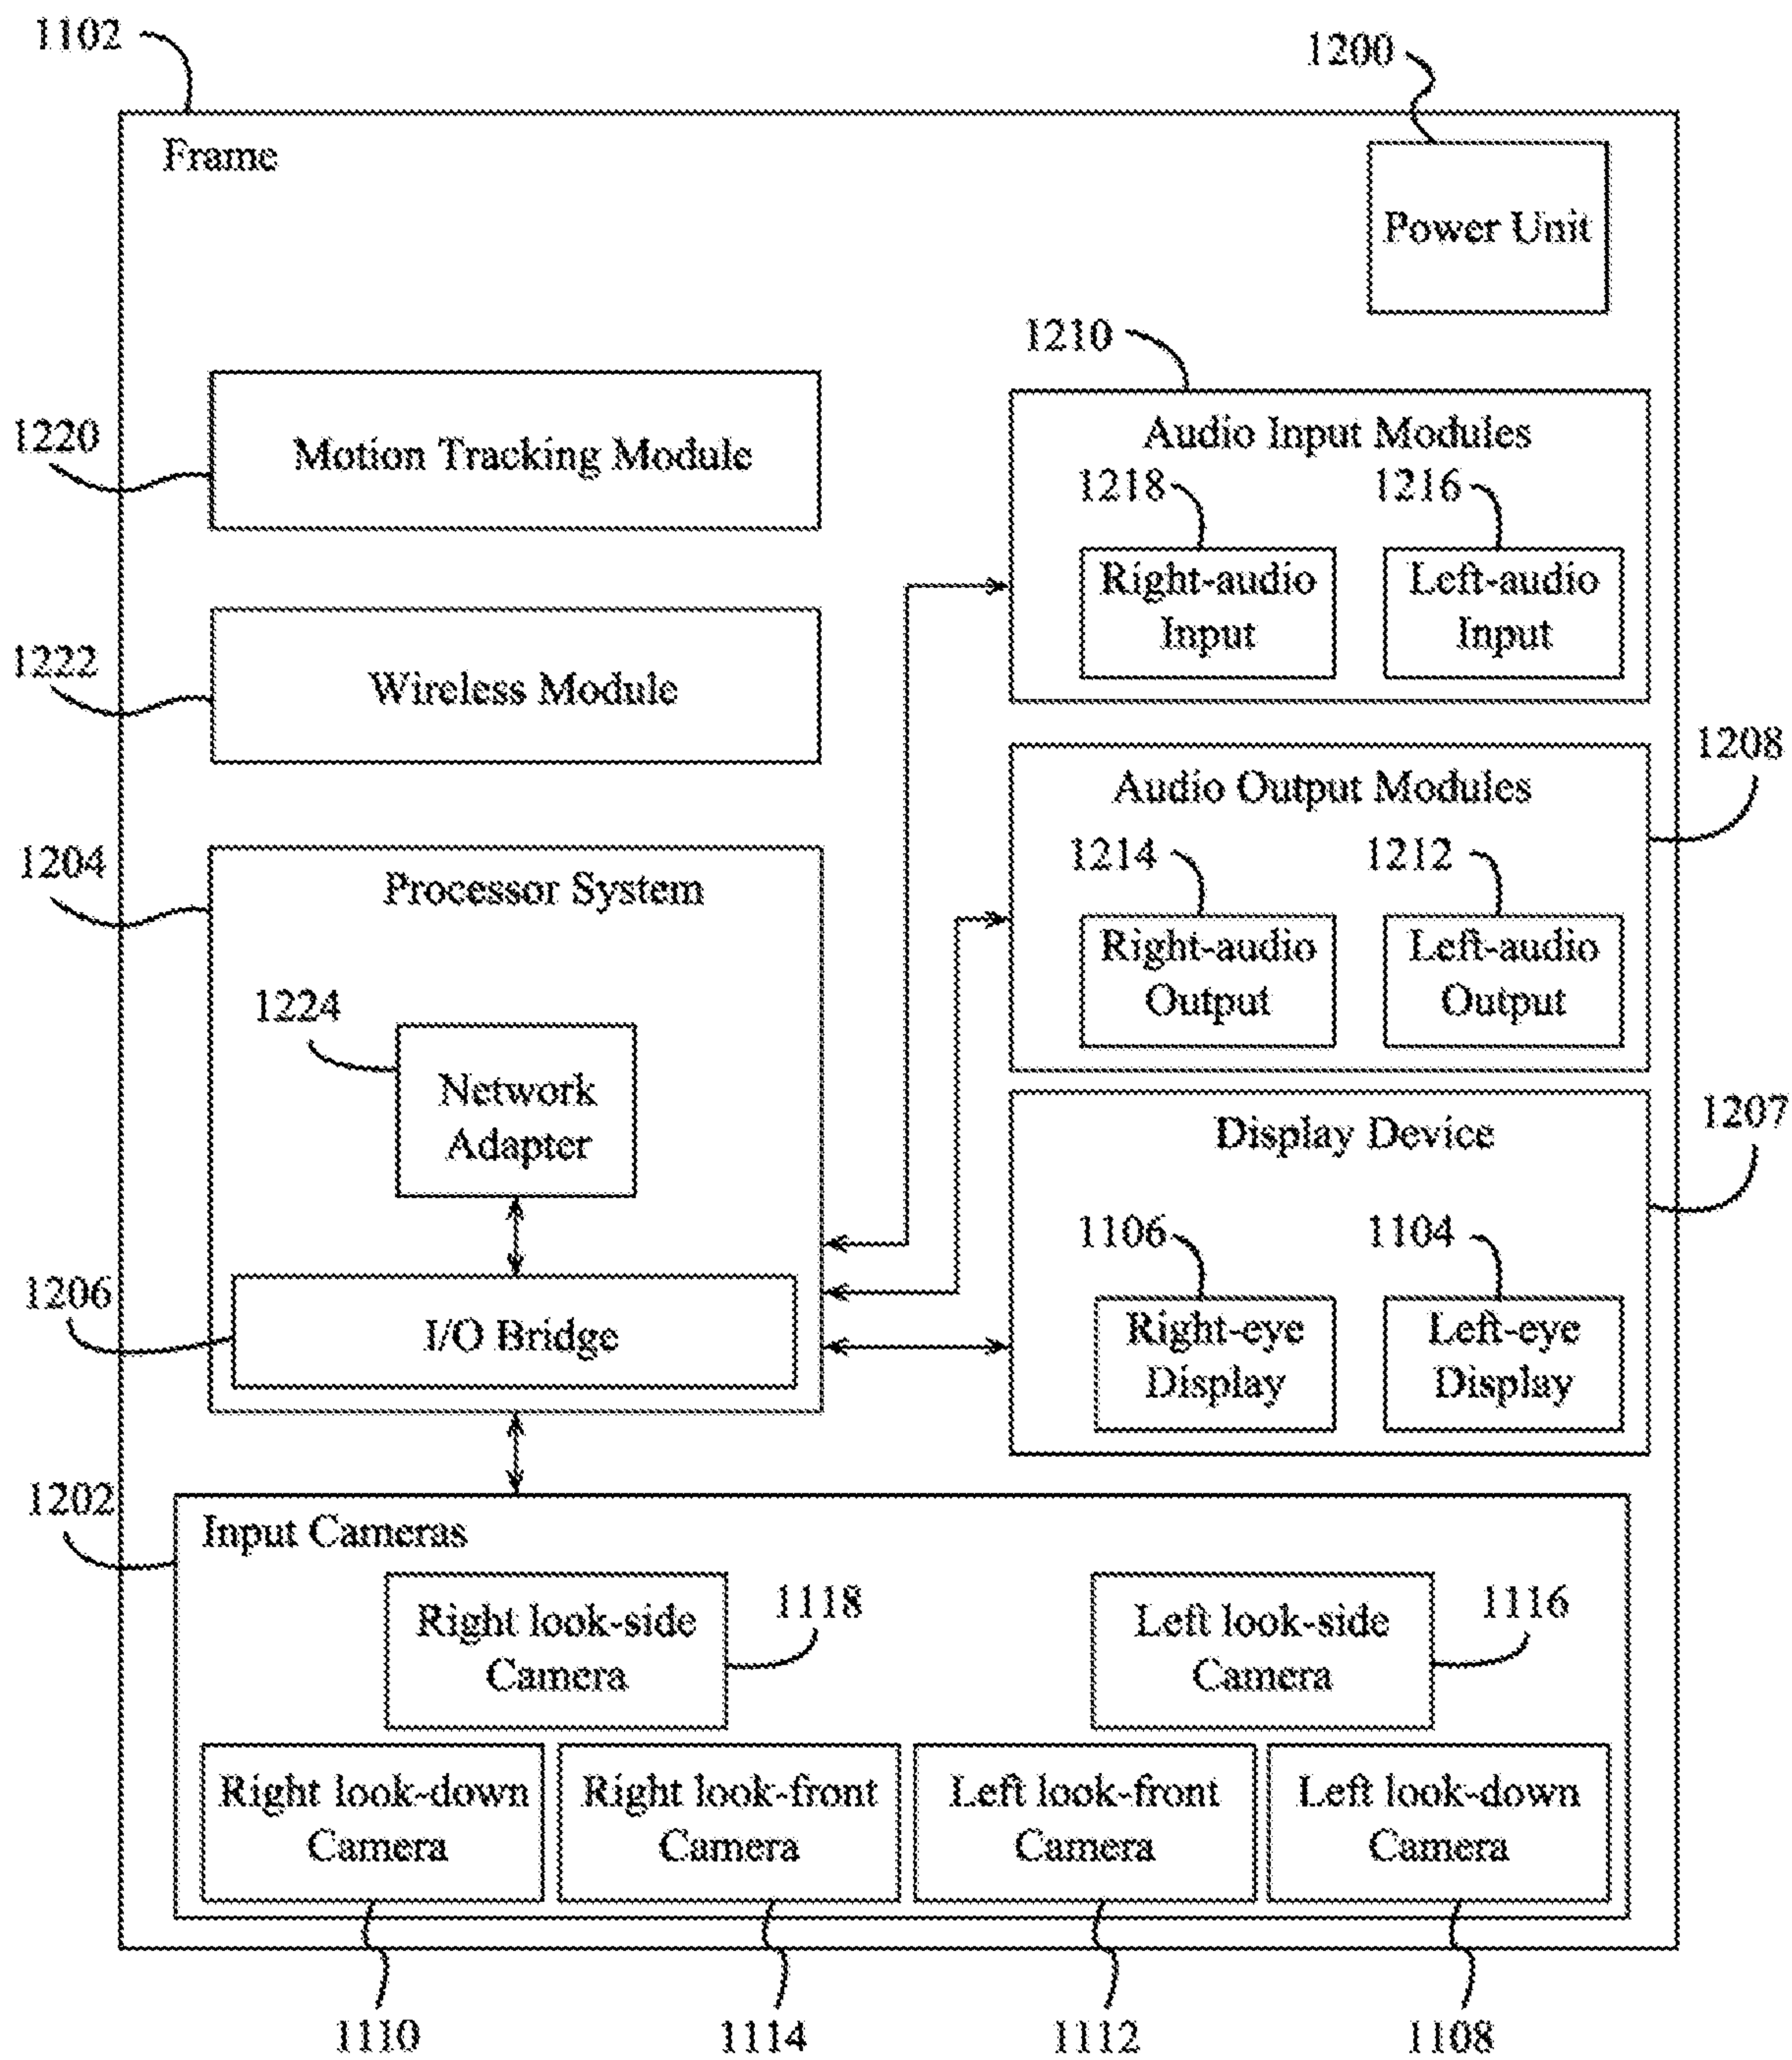 1102
1200
Frame
Power Unit
1210
1220
Motion Tracking Module
Audio Input Modules
1218
1216
Right-audio
Input
Left-audio
Input
1222
Wireless Module
1208
Audio Output Modules
1214
1212
Right-audio
Output
Left-audio
Output
1204
Processor System
1224
Network
Adapter
1207
Display Device
1106
1104
Right-eye
Display
Left-eye
Display
1206
I/O Bridge
1202
Input Cameras
Right look-side
Camera
1118
Left look-side
Camera
1116
Right look-down
Camera
Right look-front
Camera
Left look-front
Camera
Left look-down
Camera
1110
1114
1112
1108